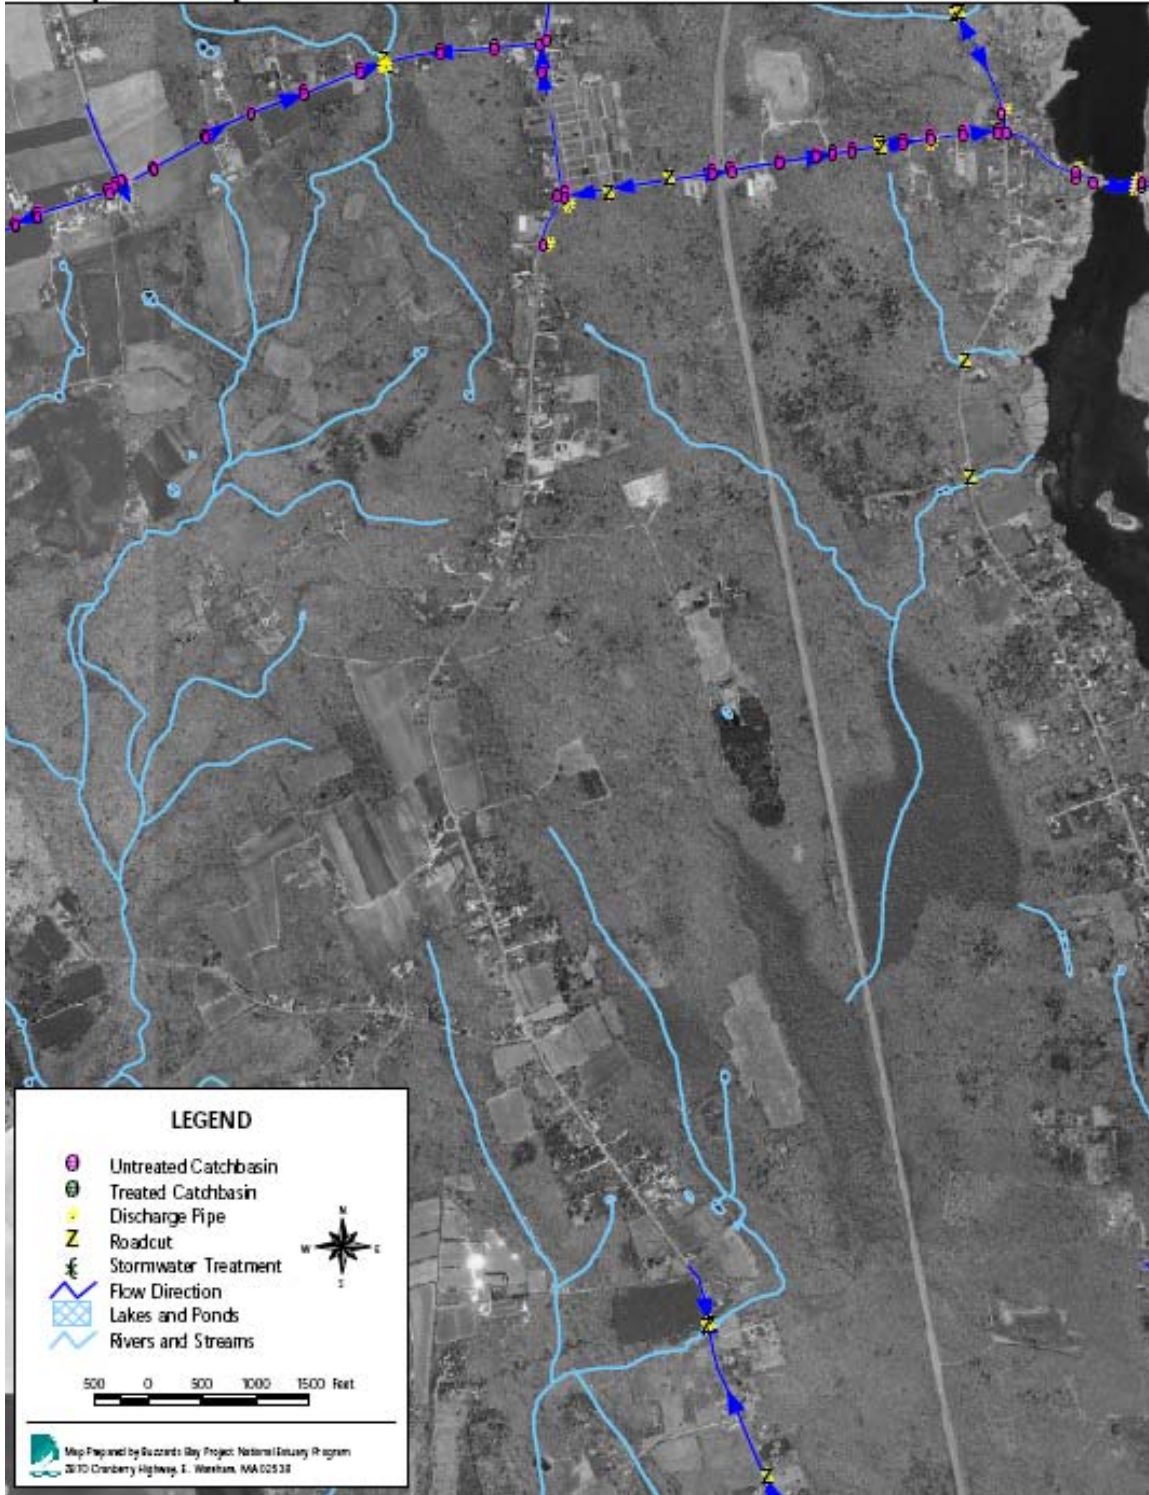 LEGEND
Untreated Catchbasin
Treated Catchbasin
Discharge Pipe
Z Roadcut
Stormwater Treatment
Flow Direction
Lakes and Ponds
Rivers and Streams
N
W E
S
500 0 500 1000 1500 Feet
Map Prepared by Buzzards Bay Project National Estuary Program
2870 Cranberry Highway, E. Wareham, MA 02538